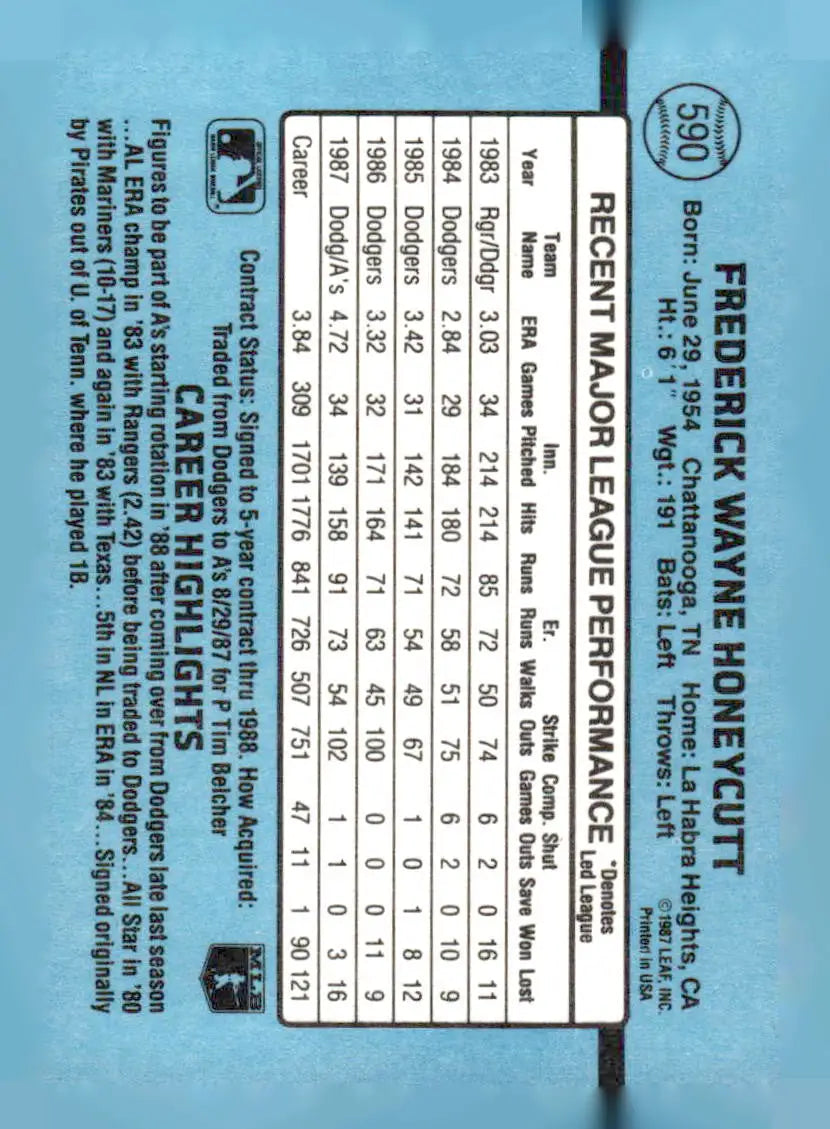 590
FREDERICK WAYNE HONEYCUTT
Born: June 29, 1954 Chattanooga, TN Home: La Habra Heights, CA
Ht.: 6'1" Wgt.: 191 Bats: Left Throws: Left
©1987 LEAF, INC.
Printed in USA
RECENT MAJOR LEAGUE PERFORMANCE
*Denotes
Led League
Team Inn. Er. Strike Comp. Shut
Year Name ERA Games Pitched Hits Runs Runs Walks Outs Games Outs Save Won Lost
1983 Rgr/Ddgr 3.03 34 214 214 85 72 50 74 6 2 0 16 11
1984 Dodgers 2.84 29 184 180 72 58 51 75 6 2 0 10 9
1985 Dodgers 3.42 31 142 141 71 54 49 67 1 0 1 8 12
1986 Dodgers 3.32 32 171 164 71 63 45 100 0 0 0 11 9
1987 Dodg/A's 4.72 34 139 158 91 73 54 102 1 1 0 3 16
Career 3.84 309 1701 1776 841 726 507 751 47 11 1 90 121
Contract Status: Signed to 5-year contract thru 1988. How Acquired:
Traded from Dodgers to A's 8/29/87 for P Tim Belcher
MLB
CAREER HIGHLIGHTS
Figures to be part of A's starting rotation in '88 after coming over from Dodgers late last season
...AL ERA champ in '83 with Rangers (2.42) before being traded to Dodgers...All Star in '80
with Mariners (10-17) and again in '83 with Texas...5th in NL in ERA in '84...Signed originally
by Pirates out of U. of Tenn. where he played 1B.